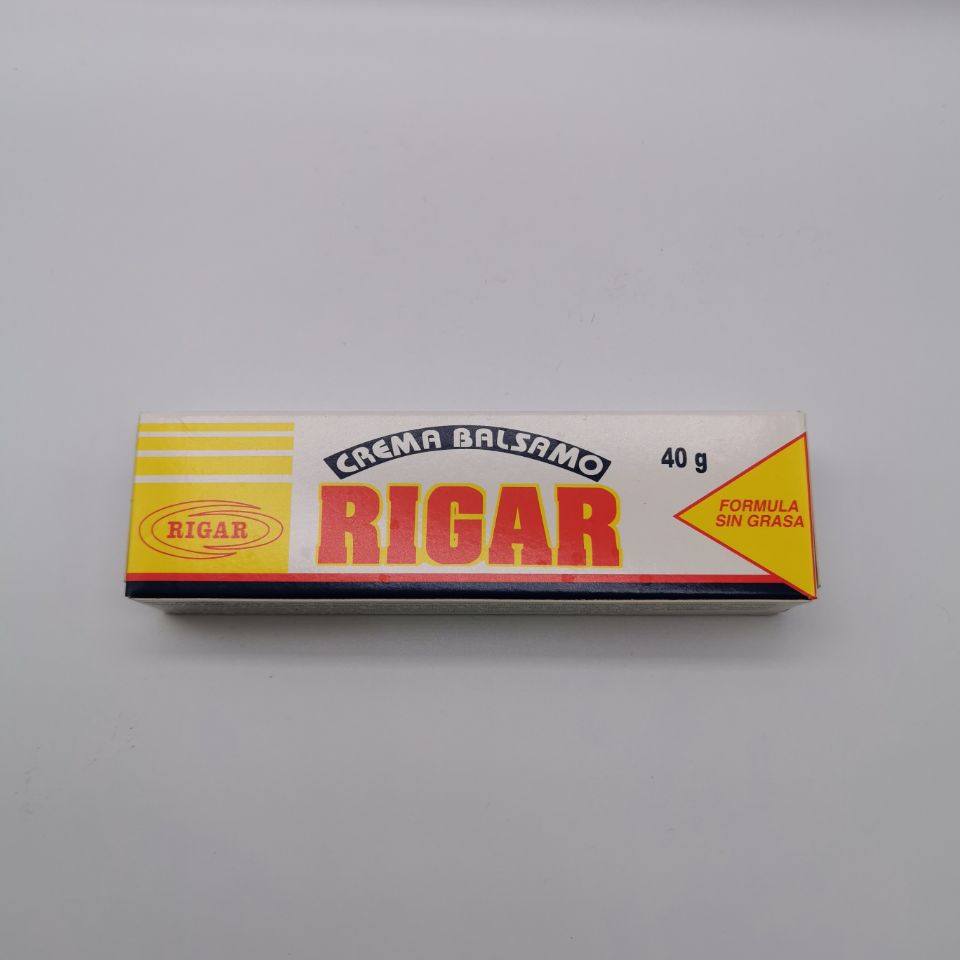 CREMA BALSAMO
RIGAR
40 g
FORMULA
SIN GRASA
RIGAR